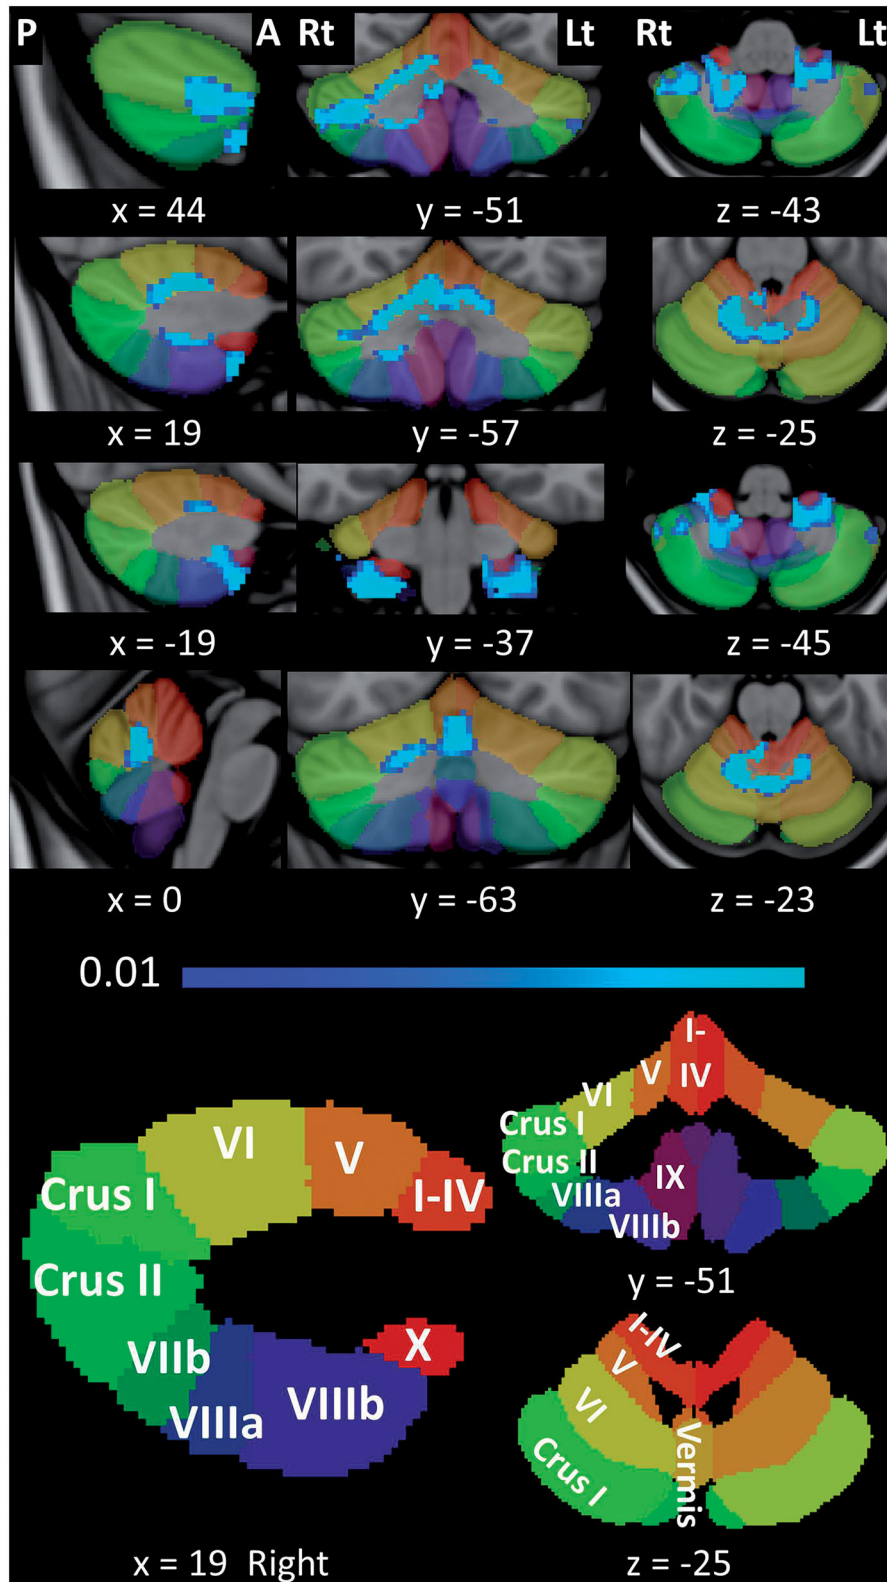 P A Rt Lt Rt Lt
x = 44 y = -51 z = -43
x = 19 y = -57 z = -25
x = -19 y = -37 z = -45
x = 0 y = -63 z = -23
0.01
VI
V
I-IV
Crus I
Crus II
VIIb
VIIIa
VIIIb
X
x = 19 Right
I-
IV
V
VI
Crus I
Crus II
VIIIa
VIIIb
IX
y = -51
I-IV
V
VI
Crus I
Vermis
z = -25